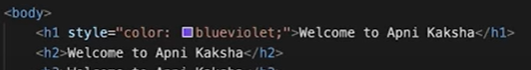 <body>
<h1 style="color: blueviolet;">Welcome to Apni Kaksha</h1>
<h2>Welcome to Apni Kaksha</h2>